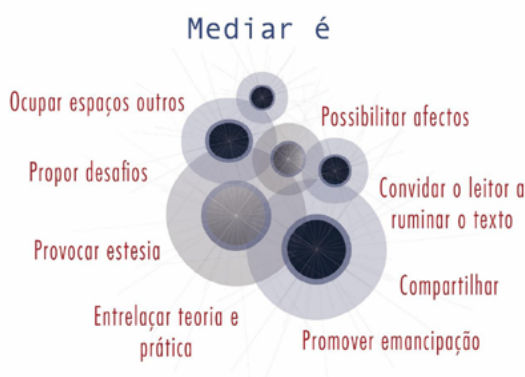 Mediar é
Ocupar espaços outros
Possibilitar afectos
Propor desafios
Convidar o leitor a
ruminar o texto
Provocar estesia
Compartilhar
Entrelaçar teoria e
prática
Promover emancipação